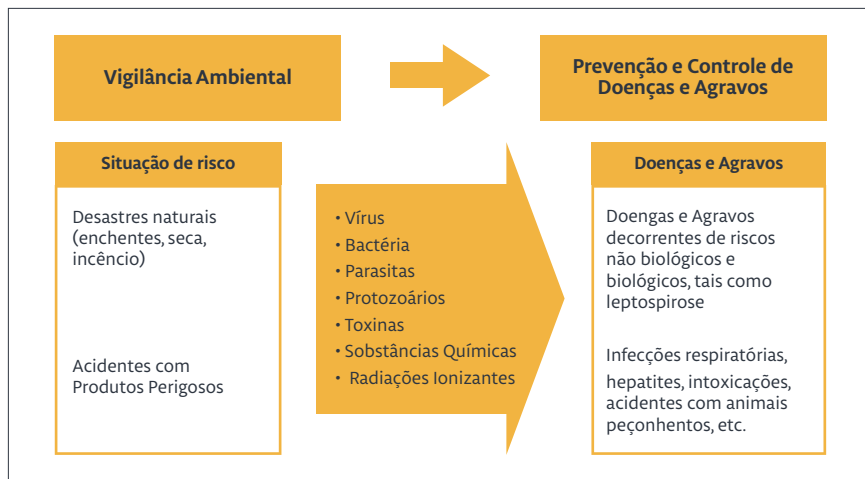 Vigilância Ambiental
Prevenção e Controle de
Doenças e Agravos
Situação de risco
Desastres naturais
(enchentes, seca,
incêncio)
Acidentes com
Produtos Perigosos
• Vírus
• Bactéria
• Parasitas
• Protozoários
• Toxinas
• Sobstâncias Químicas
• Radiações Ionizantes
Doenças e Agravos
Doengas e Agravos
decorrentes de riscos
não biológicos e
biológicos, tais como
leptospirose
Infecções respiratórias,
hepatites, intoxicações,
acidentes com animais
peçonhentos, etc.